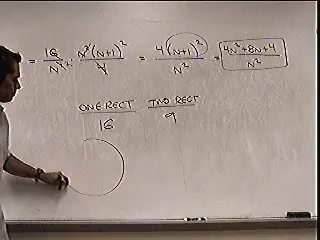 = 16/N⁴ · N²(N+1)²/4 = 4(N+1)²/N² = 4N²+8N+4/N²
ONE RECT TWO RECT
16 9